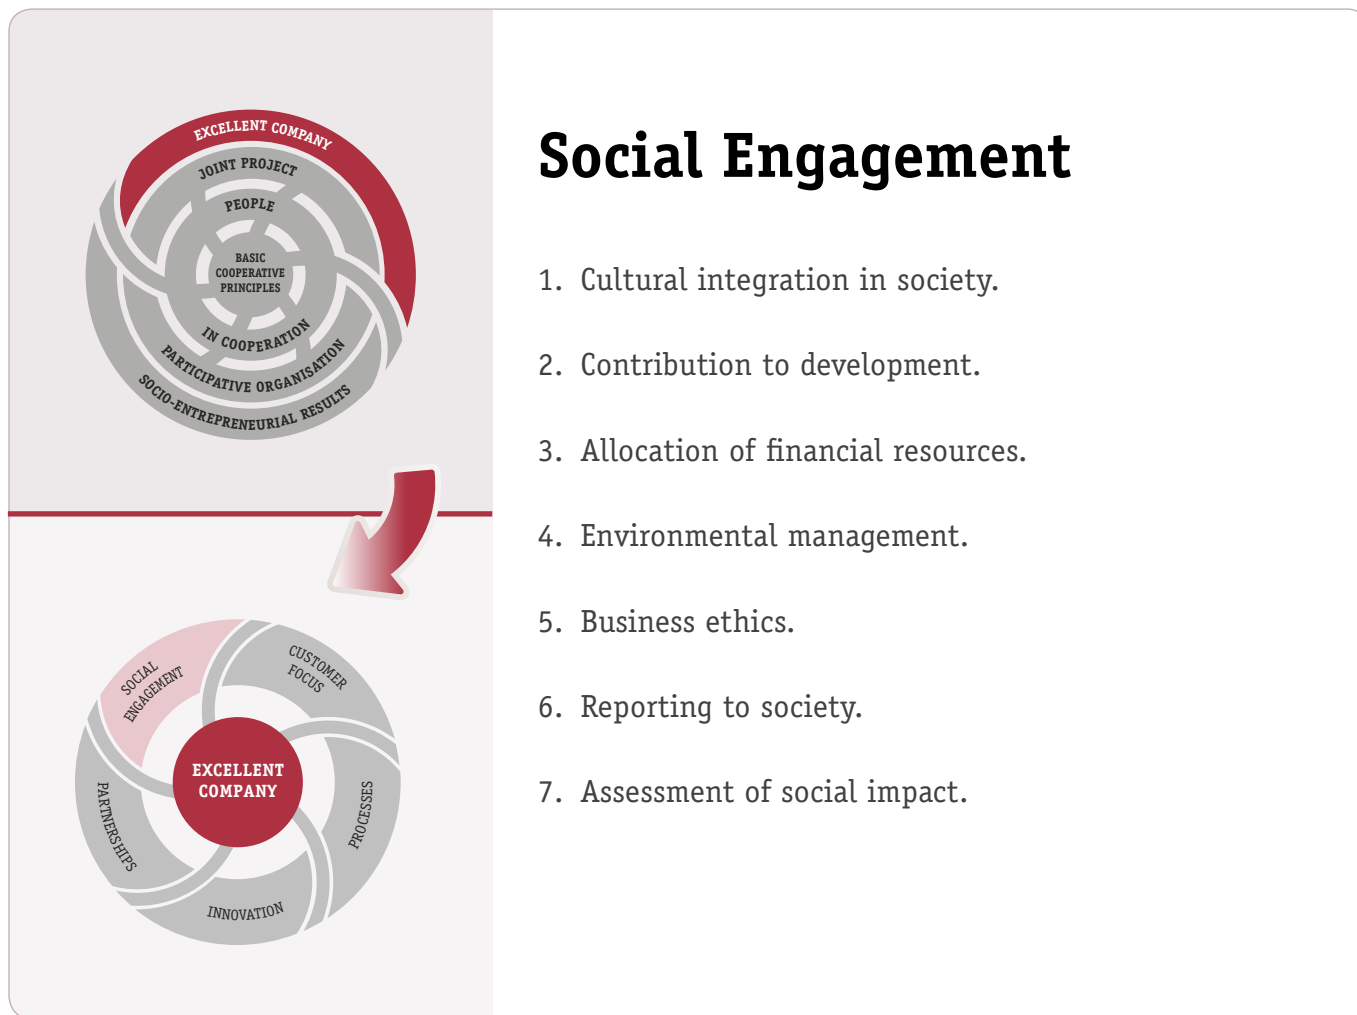 EXCELLENT COMPANY
JOINT PROJECT
PEOPLE
BASIC
COOPERATIVE
PRINCIPLES
IN COOPERATION
PARTICIPATIVE ORGANISATION
SOCIO-ENTREPRENEURIAL RESULTS
SOCIAL
ENGAGEMENT
CUSTOMER
FOCUS
EXCELLENT
COMPANY
PARTNERSHIPS
PROCESSES
INNOVATION
Social Engagement
1. Cultural integration in society.
2. Contribution to development.
3. Allocation of financial resources.
4. Environmental management.
5. Business ethics.
6. Reporting to society.
7. Assessment of social impact.